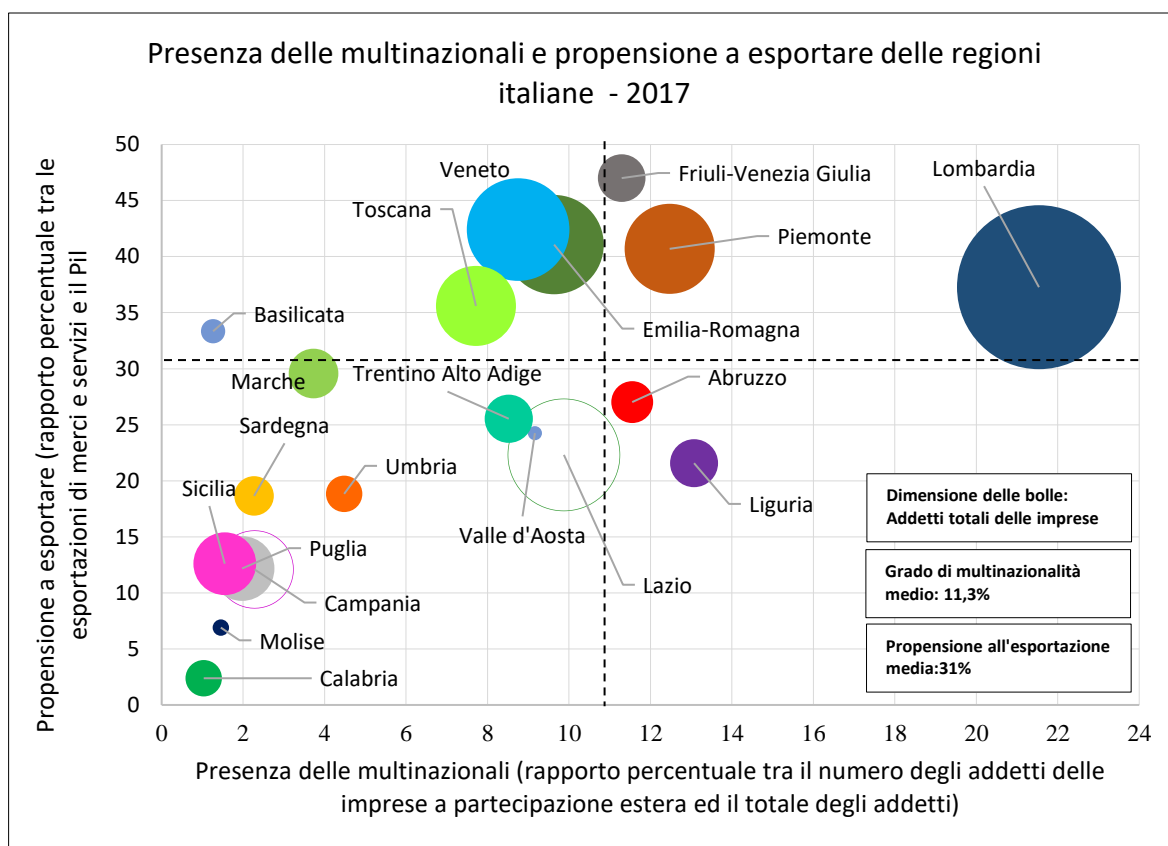 Presenza delle multinazionali e propensione a esportare delle regioni
italiane - 2017
Propensione a esportare (rapporto percentuale tra le
esportazioni di merci e servizi e il Pil
50
45
40
35
30
25
20
15
10
5
0
Veneto
Friuli-Venezia Giulia
Lombardia
Toscana
Piemonte
Basilicata
Emilia-Romagna
Marche
Trentino Alto Adige
Abruzzo
Sardegna
Umbria
Sicilia
Valle d'Aosta
Liguria
Puglia
Lazio
Campania
Molise
Calabria
Dimensione delle bolle:
Addetti totali delle imprese
Grado di multinazionalità
medio: 11,3%
Propensione all'esportazione
media:31%
0 2 4 6 8 10 12 14 16 18 20 22 24
Presenza delle multinazionali (rapporto percentuale tra il numero degli addetti delle
imprese a partecipazione estera ed il totale degli addetti)